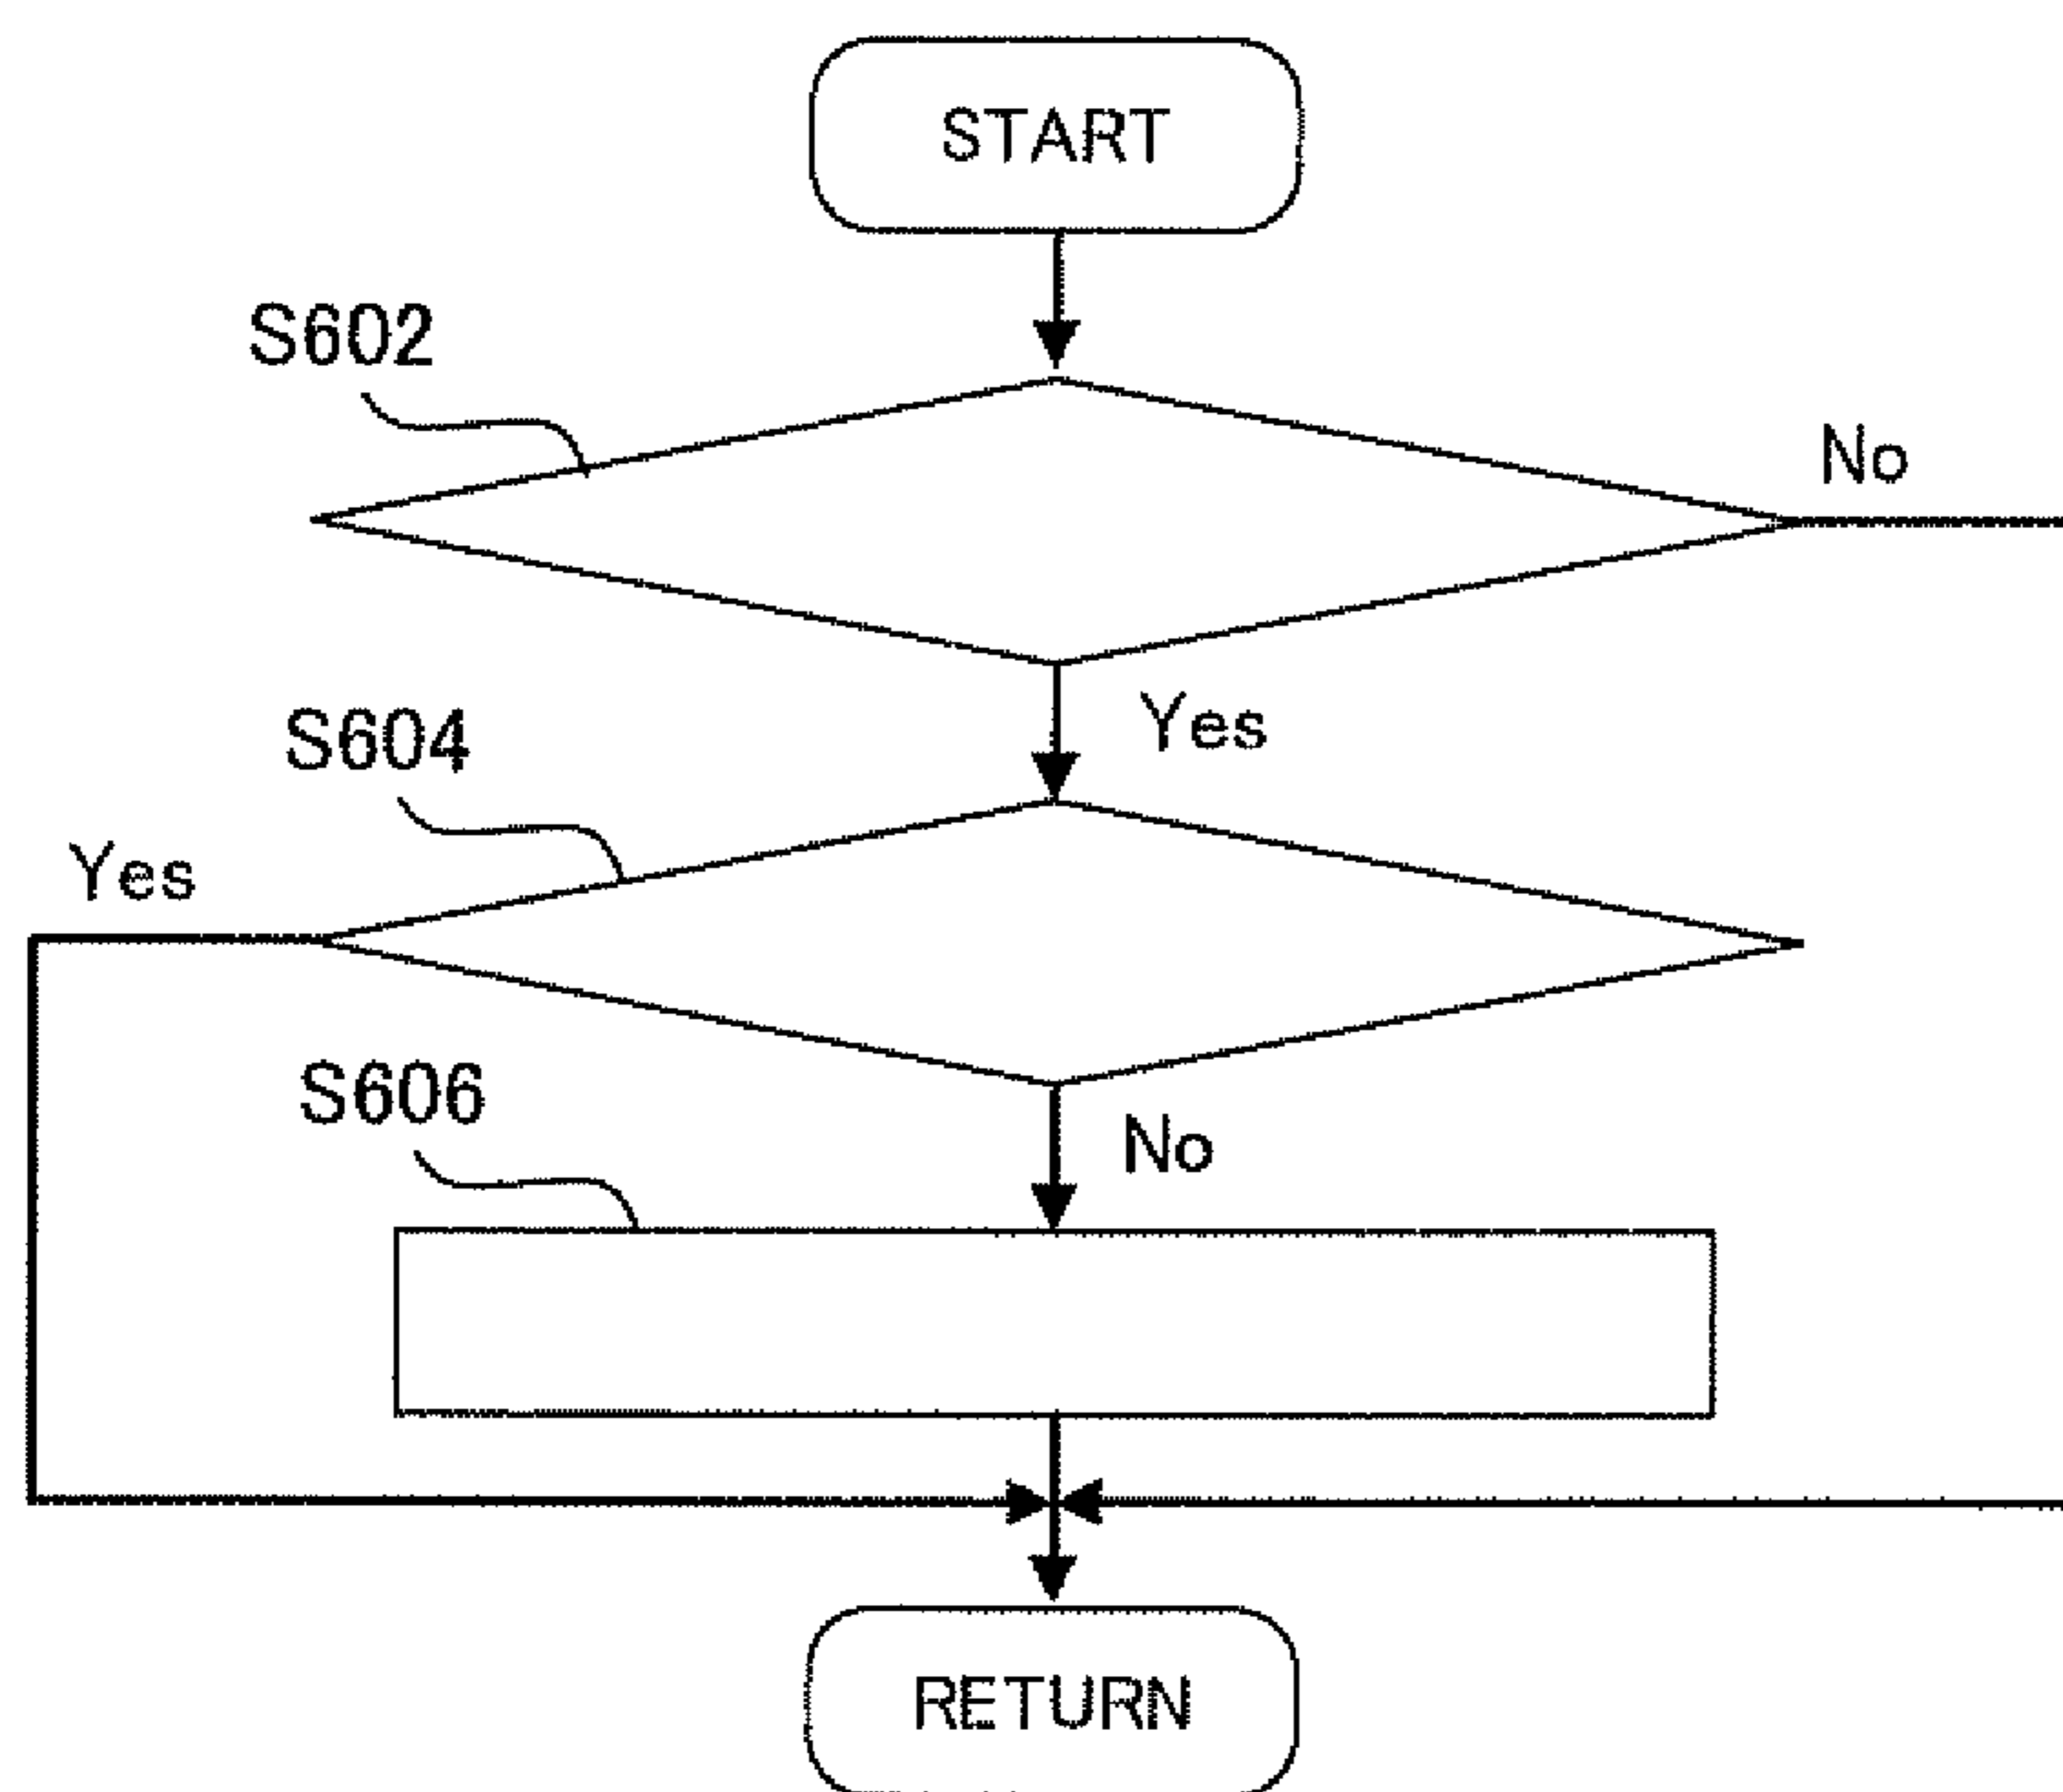 START
S602
No
Yes
S604
Yes
S606
No
RETURN